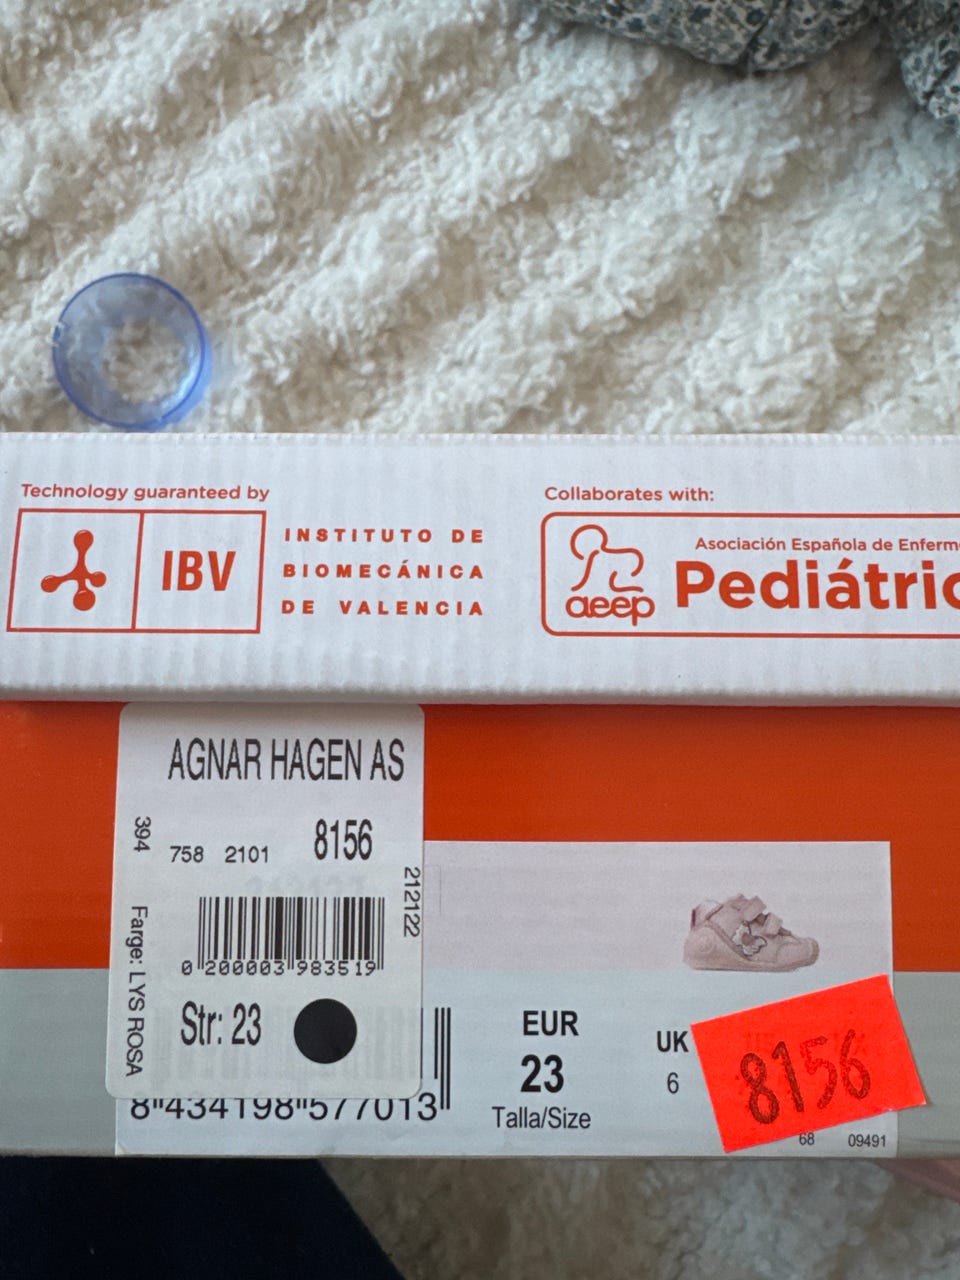 Technology guaranteed by
IBV
INSTITUTO DE
BIOMECÁNICA
DE VALENCIA
Collaborates with:
Asociación Española de
aeep
AGNAR HAGEN AS
394
758 2101 8156
212122
0 200003 983519
Farge: LYS ROSA
Str: 23
8 434198 577013
EUR
23
Talla/Size
UK
6
8156
68 09491